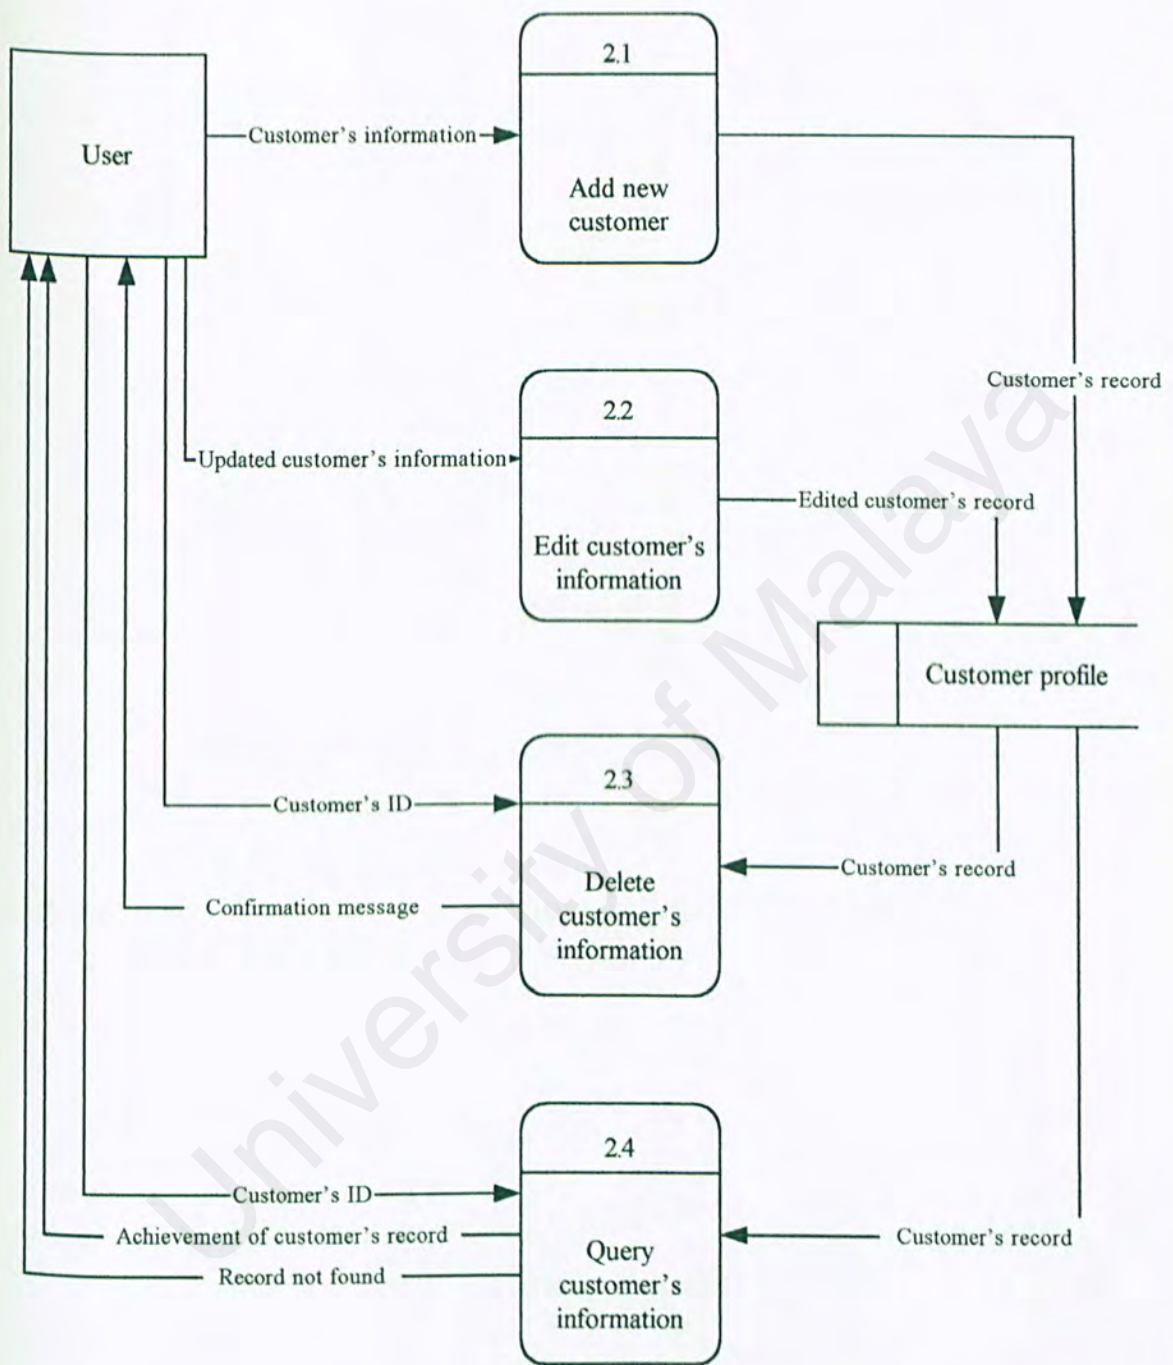 2.1
User
Customer's information
Add new
customer
Customer's record
2.2
Updated customer's information
Edited customer's record
Edit customer's
information
Customer profile
2.3
Customer's ID
Customer's record
Delete
customer's
information
Confirmation message
2.4
Customer's ID
Achievement of customer's record
Customer's record
Query
customer's
information
Record not found
University of Malaya